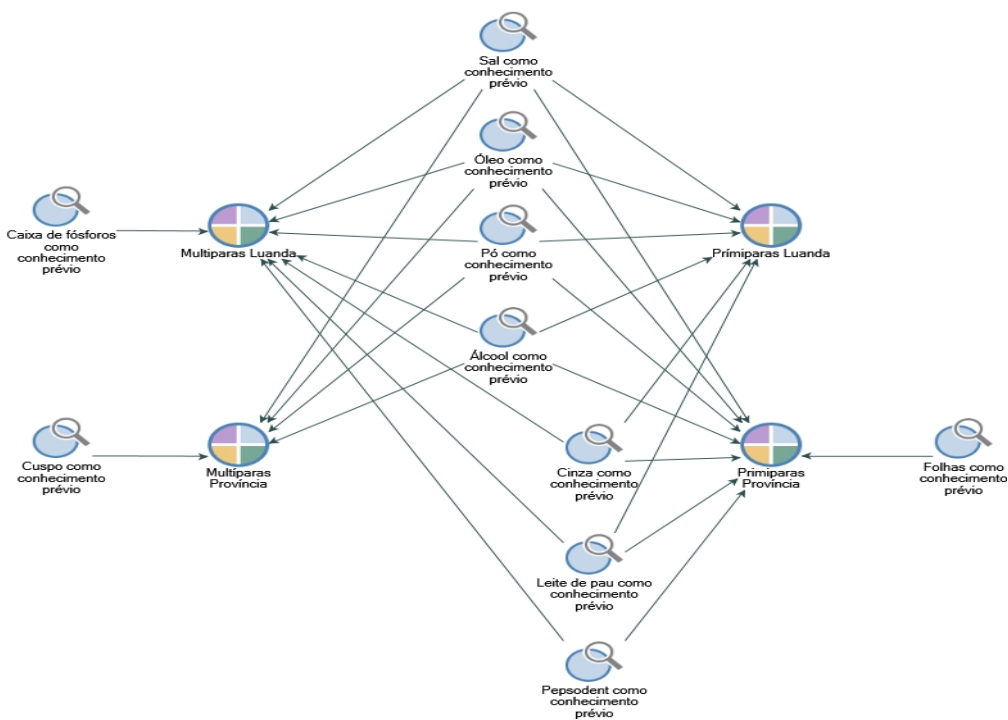 Sal como
conhecimento
prévio
Óleo como
conhecimento
prévio
Caixa de fósforos
como
conhecimento
prévio
Multiparas Luanda
Pó como
conhecimento
prévio
Prímiparas Luanda
Álcool como
conhecimento
prévio
Cuspo como
conhecimento
prévio
Multíparas
Província
Cinza como
conhecimento
prévio
Primiparas
Província
Folhas como
conhecimento
prévio
Leite de pau como
conhecimento
prévio
Pepsodent como
conhecimento
prévio